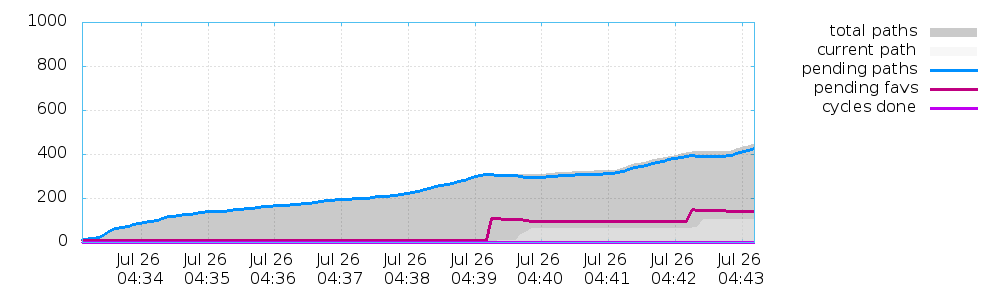 1000
800
600
400
200
0
Jul 26 Jul 26 Jul 26 Jul 26 Jul 26 Jul 26 Jul 26 Jul 26 Jul 26 Jul 26
04:34 04:35 04:36 04:37 04:38 04:39 04:40 04:41 04:42 04:43
total paths
current path
pending paths
pending favs
cycles done